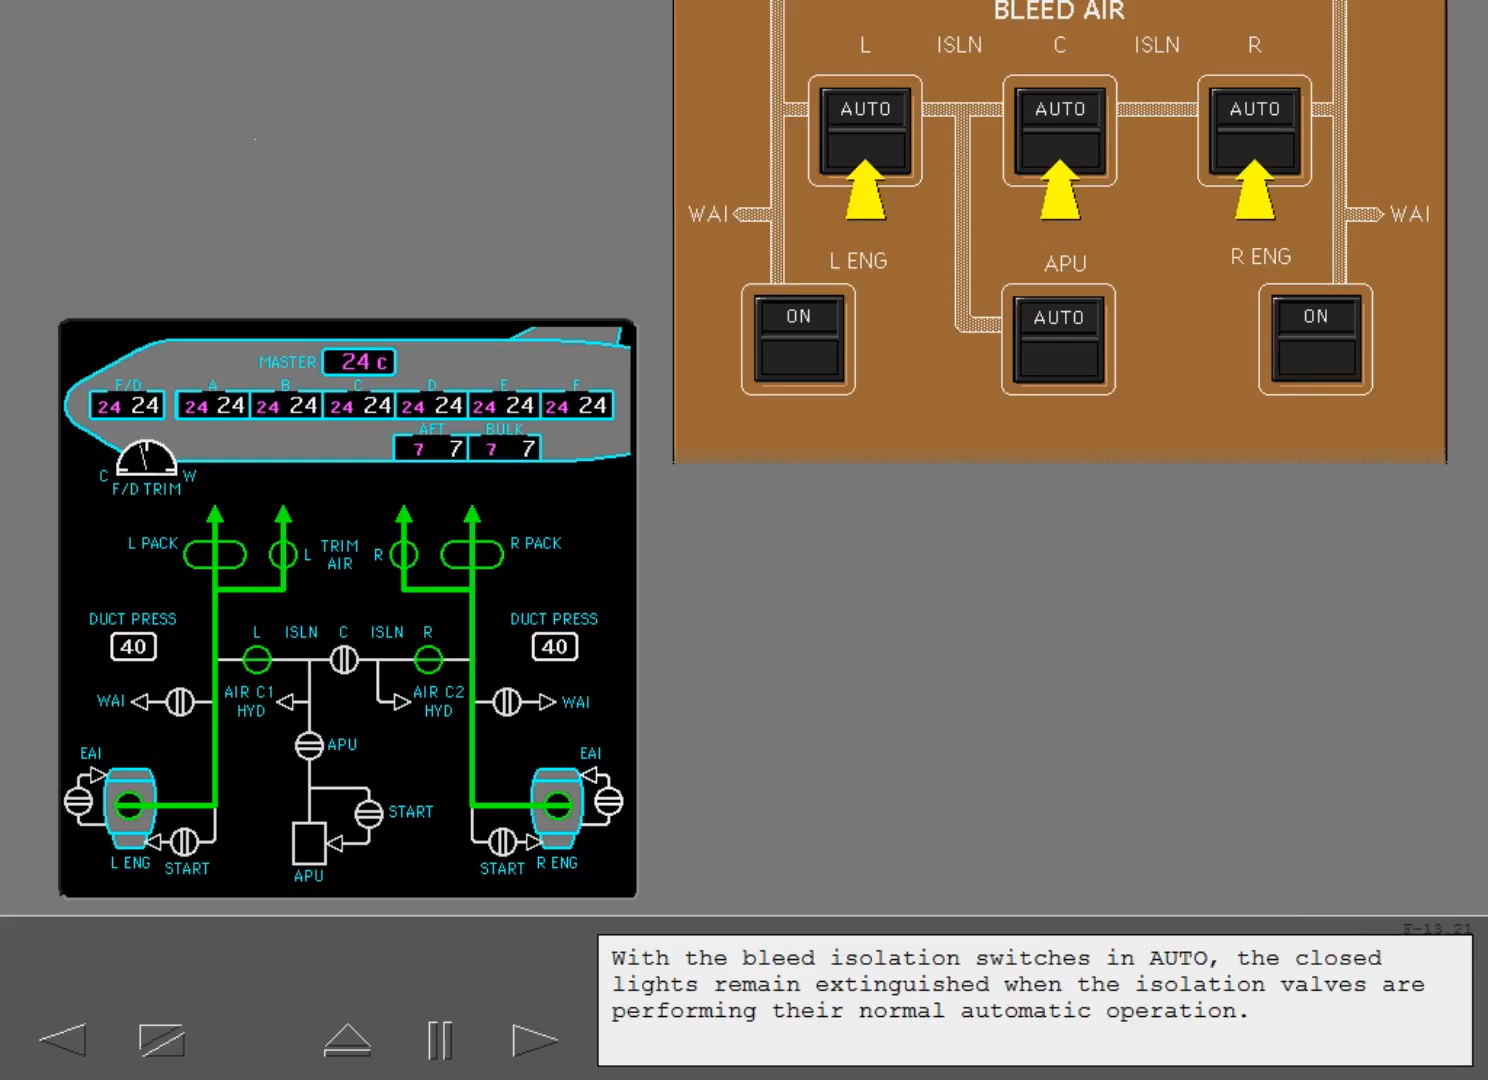 BLEED AIR
L ISLN C ISLN R
AUTO AUTO AUTO
WAI WAI
L ENG APU R ENG
ON AUTO ON
MASTER 24 c
F/D A B C D E F
24 24 24 24 24 24 24 24 24 24 24 24 24 24
AFT BULK
7 7 7 7
C W
F/D TRIM
L PACK L TRIM AIR R R PACK
DUCT PRESS DUCT PRESS
40 40
L ISLN C ISLN R
AIR C1 HYD AIR C2 HYD
WAI WAI
APU
EAI EAI
START
L ENG START APU START R ENG
F-13.21
With the bleed isolation switches in AUTO, the closed
lights remain extinguished when the isolation valves are
performing their normal automatic operation.